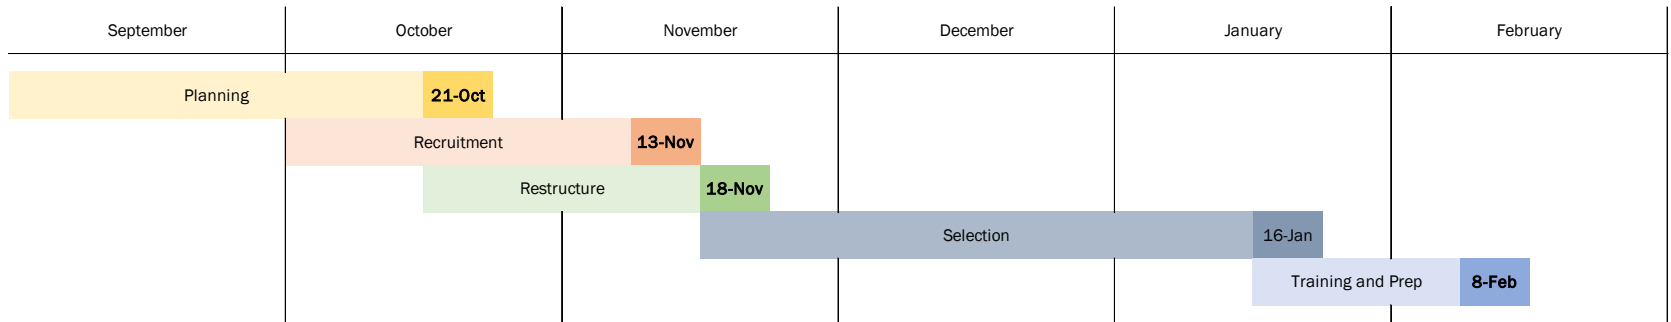 September October November December January February
Planning 21-Oct
Recruitment 13-Nov
Restructure 18-Nov
Selection 16-Jan
Training and Prep 8-Feb